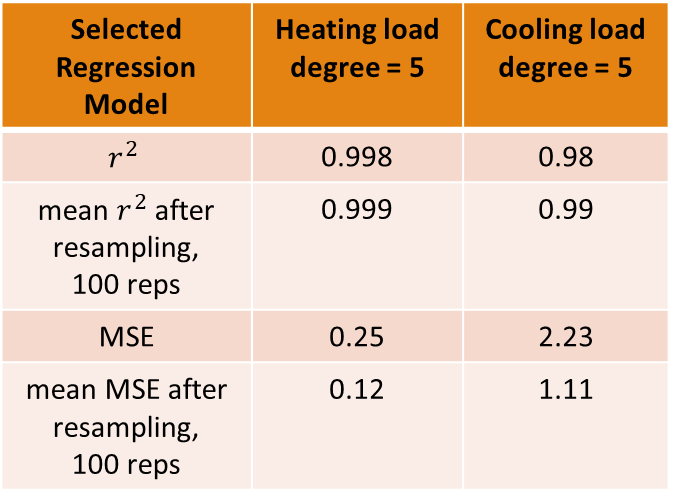 Selected Regression Model
Heating load degree = 5
Cooling load degree = 5
r² 0.998 0.98
mean r² after resampling, 100 reps 0.999 0.99
MSE 0.25 2.23
mean MSE after resampling, 100 reps 0.12 1.11